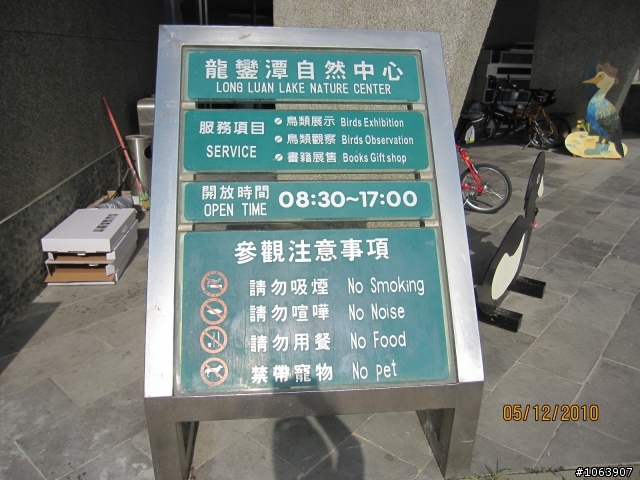 龍鑾潭自然中心
LONG LUAN LAKE NATURE CENTER
服務項目
SERVICE
鳥類展示 Birds Exhibition
鳥類觀察 Birds Observation
書籍展售 Books Gift shop
開放時間 08:30~17:00
OPEN TIME
參觀注意事項
請勿吸煙 No Smoking
請勿喧嘩 No Noise
請勿用餐 No Food
禁帶寵物 No pet
05/12/2010
#1063907